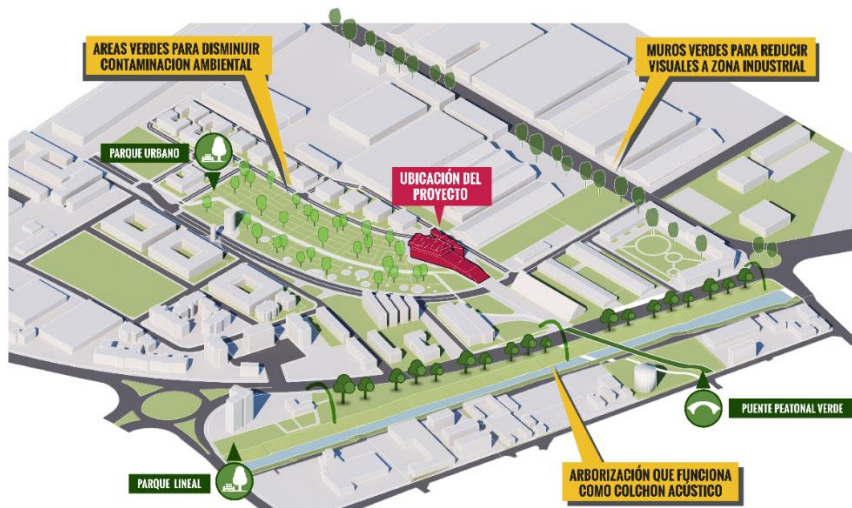 AREAS VERDES PARA DISMINUIR
CONTAMINACION AMBIENTAL
MUROS VERDES PARA REDUCIR
VISUALES A ZONA INDUSTRIAL
PARQUE URBANO
UBICACIÓN DEL
PROYECTO
PUENTE PEATONAL VERDE
PARQUE LINEAL
ARBORIZACIÓN QUE FUNCIONA
COMO COLCHON ACÚSTICO